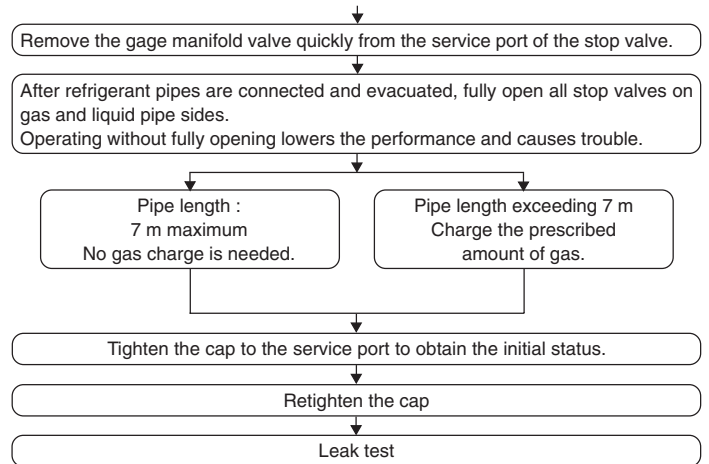 Remove the gage manifold valve quickly from the service port of the stop valve.
After refrigerant pipes are connected and evacuated, fully open all stop valves on
gas and liquid pipe sides.
Operating without fully opening lowers the performance and causes trouble.
Pipe length :
7 m maximum
No gas charge is needed.
Pipe length exceeding 7 m
Charge the prescribed
amount of gas.
Tighten the cap to the service port to obtain the initial status.
Retighten the cap
Leak test